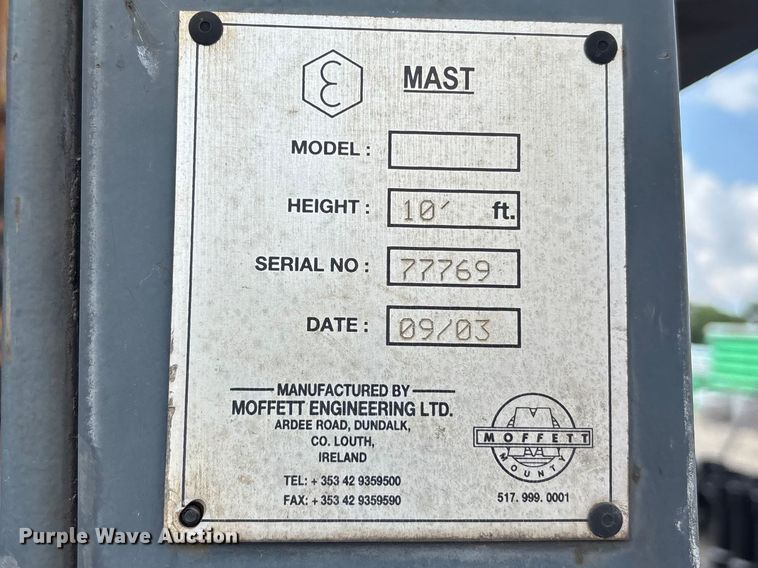 MAST
MODEL :
HEIGHT : 10' ft.
SERIAL NO : 77769
DATE : 09/03
MANUFACTURED BY
MOFFETT ENGINEERING LTD.
ARDEE ROAD, DUNDALK,
CO. LOUTH,
IRELAND
TEL: + 353 42 9359500
FAX: + 353 42 9359590
MOFFETT
MOUNTY
517. 999. 0001
Purple Wave Auction